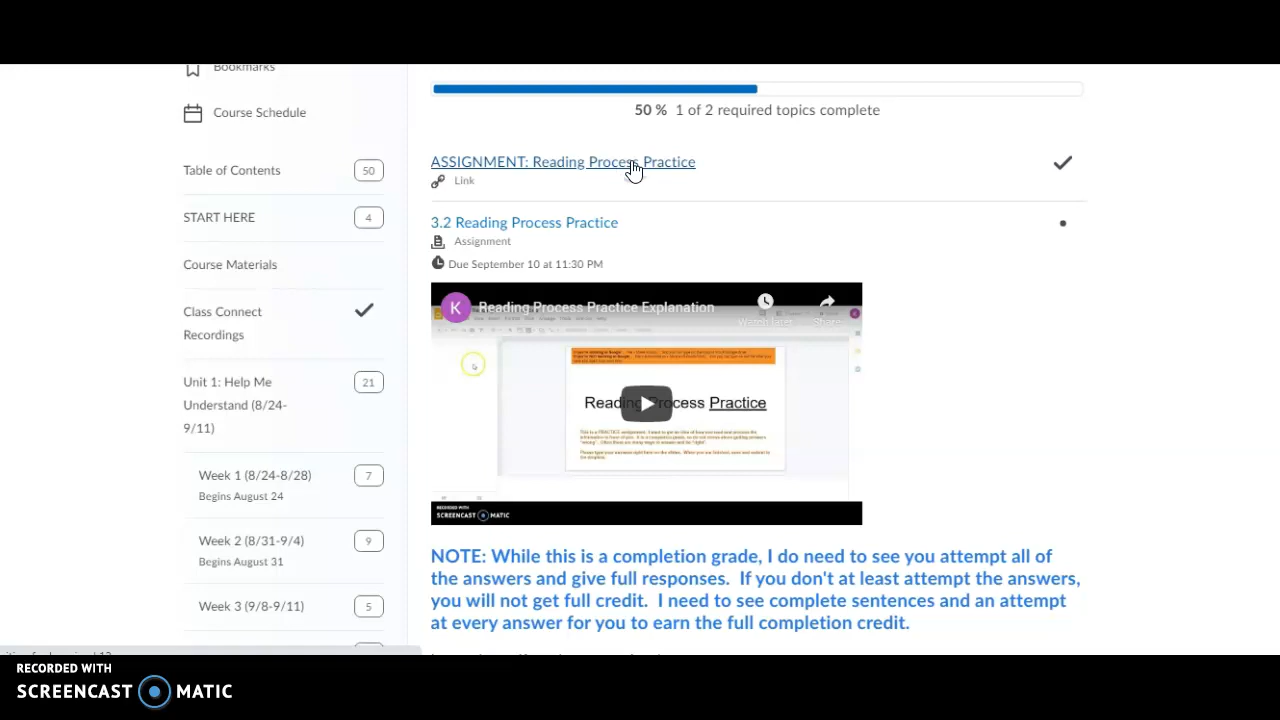 Bookmarks
Course Schedule
Table of Contents 50
START HERE 4
Course Materials
Class Connect
Recordings
Unit 1: Help Me 21
Understand (8/24-
9/11)
Week 1 (8/24-8/28) 7
Begins August 24
Week 2 (8/31-9/4) 9
Begins August 31
Week 3 (9/8-9/11) 5
50 % 1 of 2 required topics complete
ASSIGNMENT: Reading Process Practice
Link
3.2 Reading Process Practice
Assignment
Due September 10 at 11:30 PM
K Reading Process Practice Explanation
Watch later Share
Reading Process Practice
RECORDED WITH
SCREENCAST MATIC
NOTE: While this is a completion grade, I do need to see you attempt all of
the answers and give full responses. If you don't at least attempt the answers,
you will not get full credit. I need to see complete sentences and an attempt
at every answer for you to earn the full completion credit.
RECORDED WITH
SCREENCAST MATIC